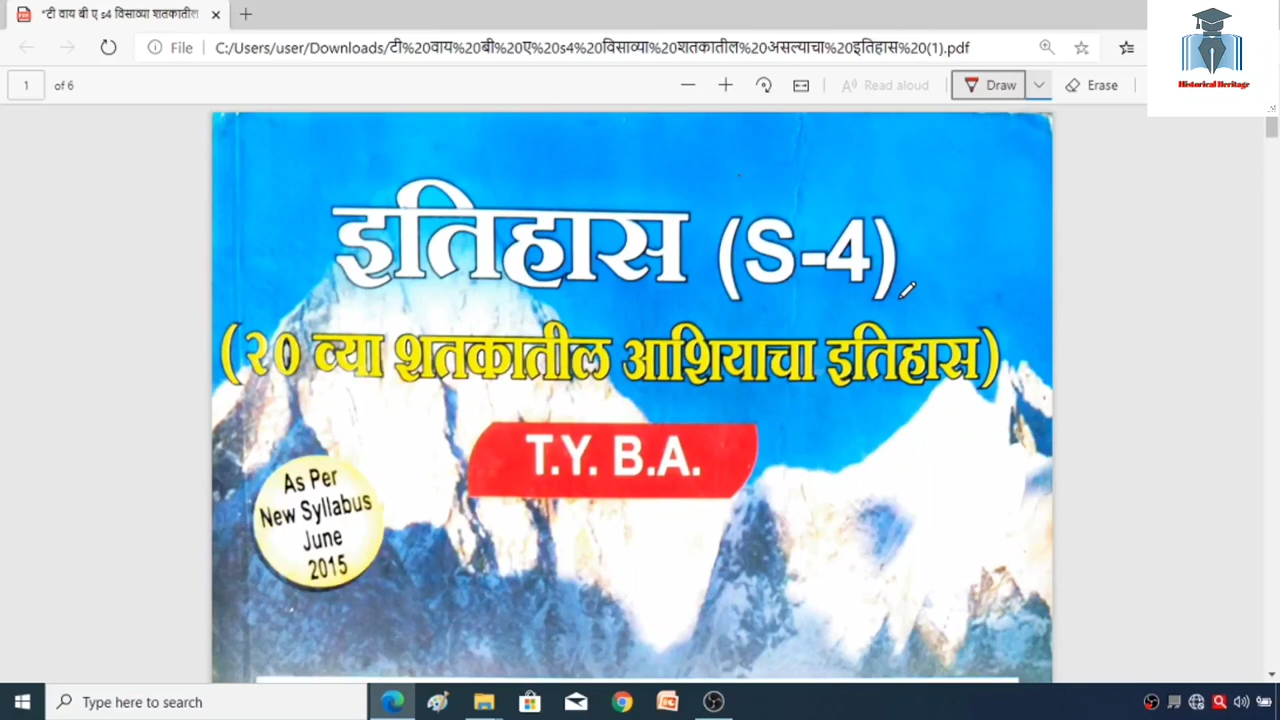 "टी वाय बी ए s4 विसाव्या शतकातील
File
C:/Users/user/Downloads/टी%20वाय%20बी%20ए%20s4%20विसाव्या%20शतकातील%20असल्याचा%20इतिहास%20(1).pdf
1 of 6
Read aloud
Draw
Erase
Historical Heritage
इतिहास (S-4)
(२० व्या शतकातील आशियाचा इतिहास)
T.Y. B.A.
As Per
New Syllabus
June
2015
Type here to search